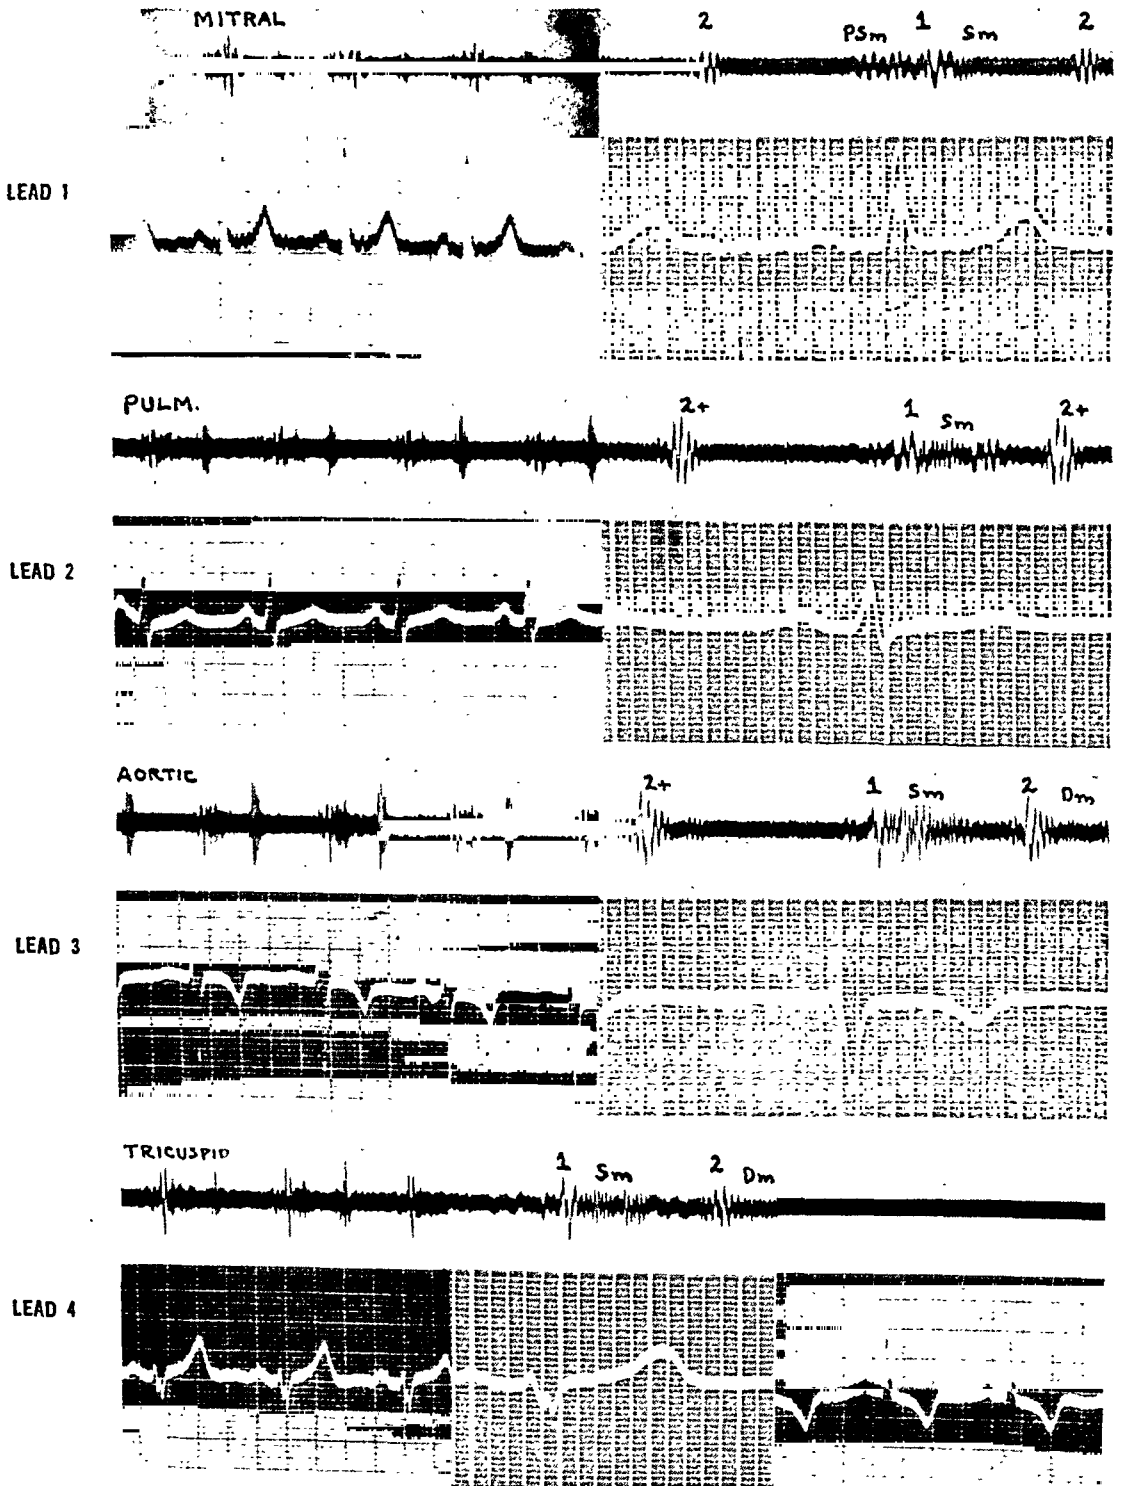 MITRAL
2 PSm 1 Sm 2
LEAD 1
PULM.
2+ 1 Sm 2+
LEAD 2
AORTIC
2+ 1 Sm 2 Dm
LEAD 3
TRICUSPID
1 Sm 2 Dm
LEAD 4